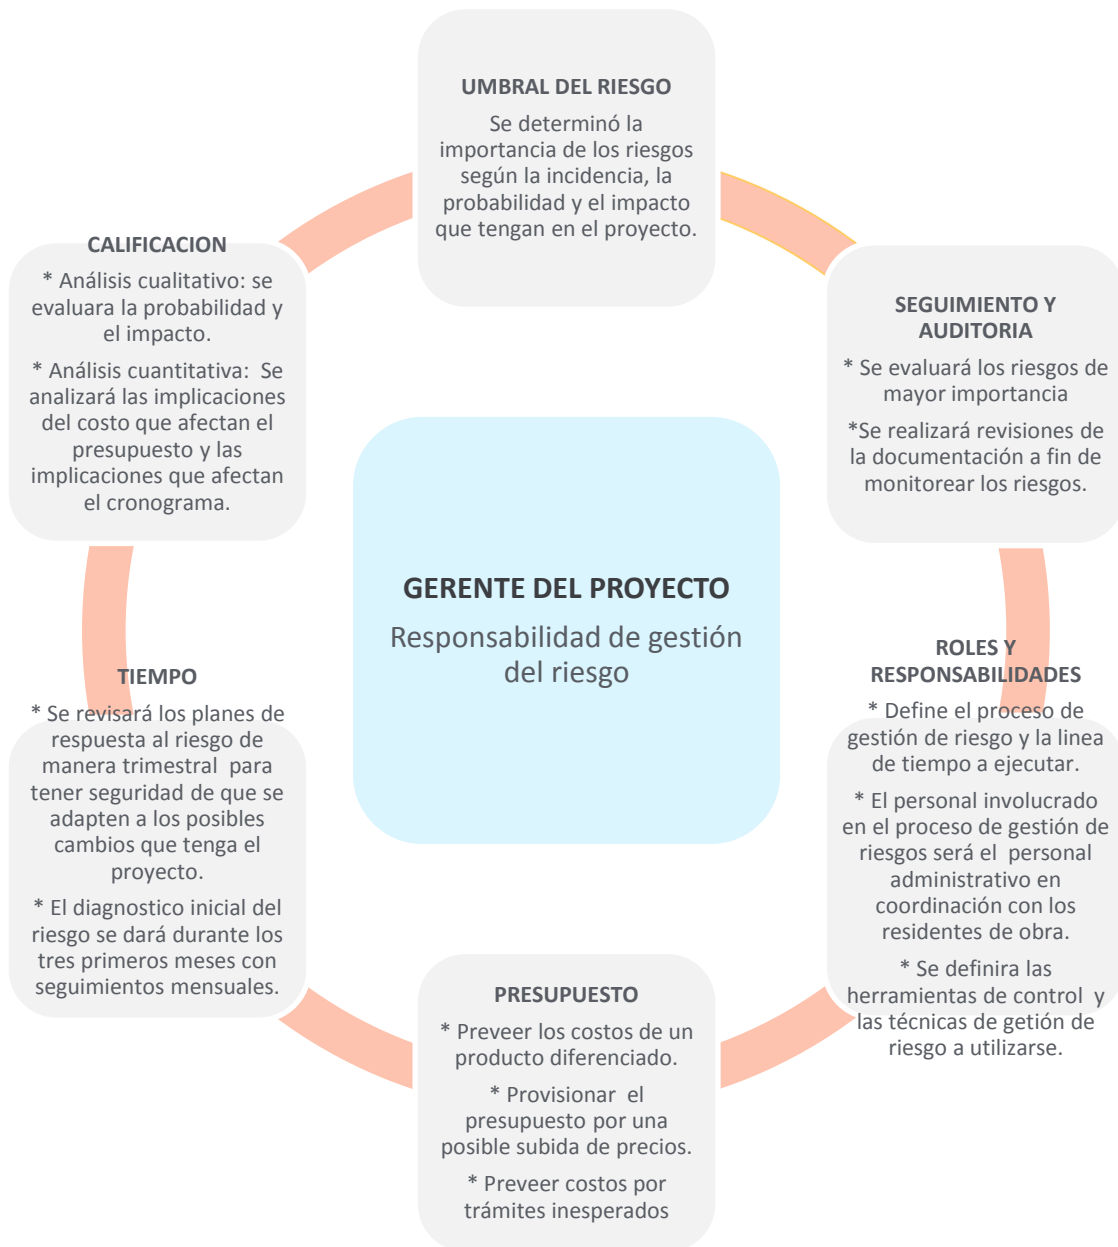 UMBRAL DEL RIESGO
Se determinó la
importancia de los riesgos
según la incidencia, la
probabilidad y el impacto
que tengan en el proyecto.
SEGUIMIENTO Y
AUDITORIA
* Se evaluará los riesgos de
mayor importancia
*Se realizará revisiones de
la documentación a fin de
monitorear los riesgos.
ROLES Y
RESPONSABILIDADES
* Define el proceso de
gestión de riesgo y la linea
de tiempo a ejecutar.
* El personal involucrado
en el proceso de gestión de
riesgos será el personal
administrativo en
coordinación con los
residentes de obra.
* Se definira las
herramientas de control y
las técnicas de getión de
riesgo a utilizarse.
PRESUPUESTO
* Preveer los costos de un
producto diferenciado.
* Provisionar el
presupuesto por una
posible subida de precios.
* Preveer costos por
trámites inesperados
TIEMPO
* Se revisará los planes de
respuesta al riesgo de
manera trimestral para
tener seguridad de que se
adapten a los posibles
cambios que tenga el
proyecto.
* El diagnostico inicial del
riesgo se dará durante los
tres primeros meses con
seguimientos mensuales.
CALIFICACION
* Análisis cualitativo: se
evaluara la probabilidad y
el impacto.
* Análisis cuantitativa: Se
analizará las implicaciones
del costo que afectan el
presupuesto y las
implicaciones que afectan
el cronograma.
GERENTE DEL PROYECTO
Responsabilidad de gestión
del riesgo